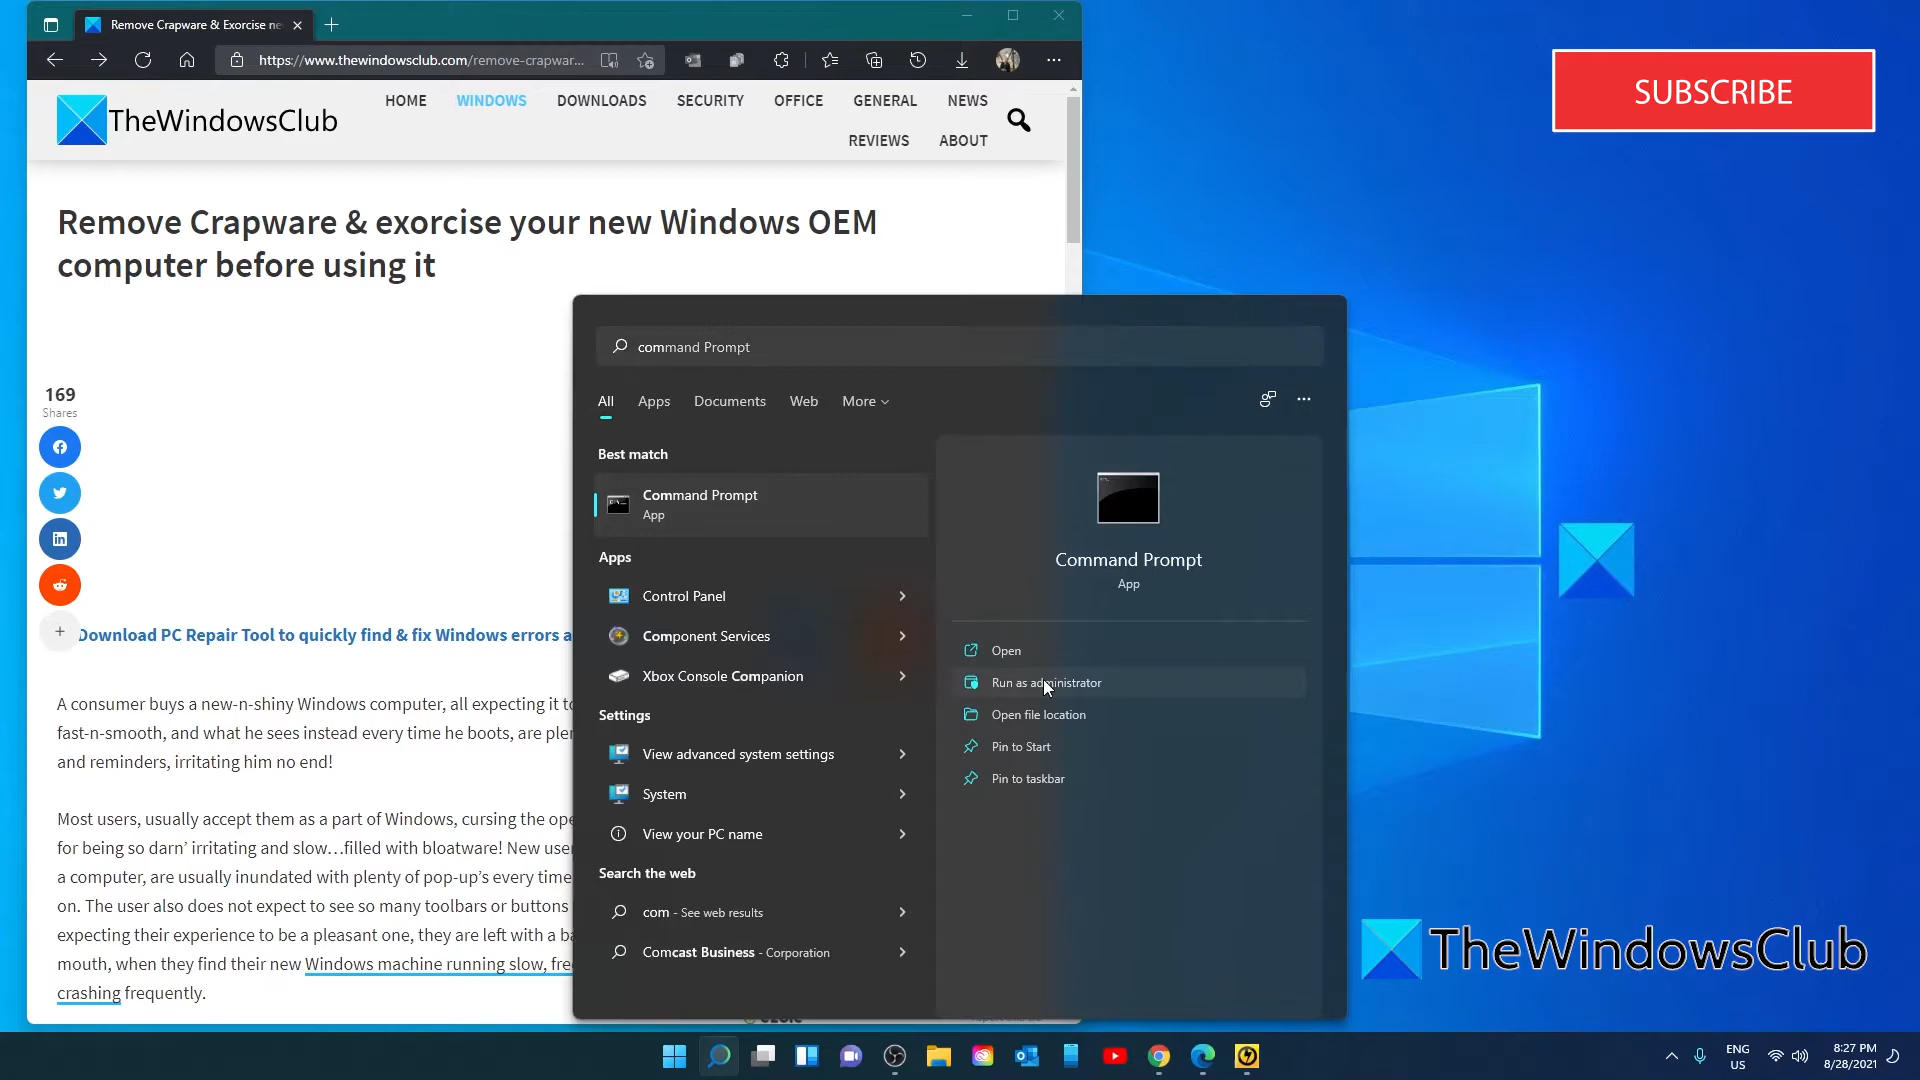 Remove Crapware & Exorcise ne
https://www.thewindowsclub.com/remove-crapwar...
TheWindowsClub
HOME WINDOWS DOWNLOADS SECURITY OFFICE GENERAL NEWS
REVIEWS ABOUT
SUBSCRIBE
Remove Crapware & exorcise your new Windows OEM
computer before using it
169
Shares
Download PC Repair Tool to quickly find & fix Windows errors a
A consumer buys a new-n-shiny Windows computer, all expecting it to
fast-n-smooth, and what he sees instead every time he boots, are
and reminders, irritating him no end!
Most users, usually accept them as a part of Windows, cursing the
for being so darn’ irritating and slow…filled with bloatware! New
a computer, are usually inundated with plenty of pop-up’s every time
on. The user also does not expect to see so many toolbars or buttons
expecting their experience to be a pleasant one, they are left with a
mouth, when they find their new Windows machine running slow,
crashing frequently.
command Prompt
All Apps Documents Web More
Best match
Command Prompt
App
Apps
Control Panel
Component Services
Xbox Console Companion
Settings
View advanced system settings
System
View your PC name
Search the web
com - See web results
Comcast Business - Corporation
Command Prompt
App
Open
Run as administrator
Open file location
Pin to Start
Pin to taskbar
TheWindowsClub
ENG
US
8:27 PM
8/28/2021